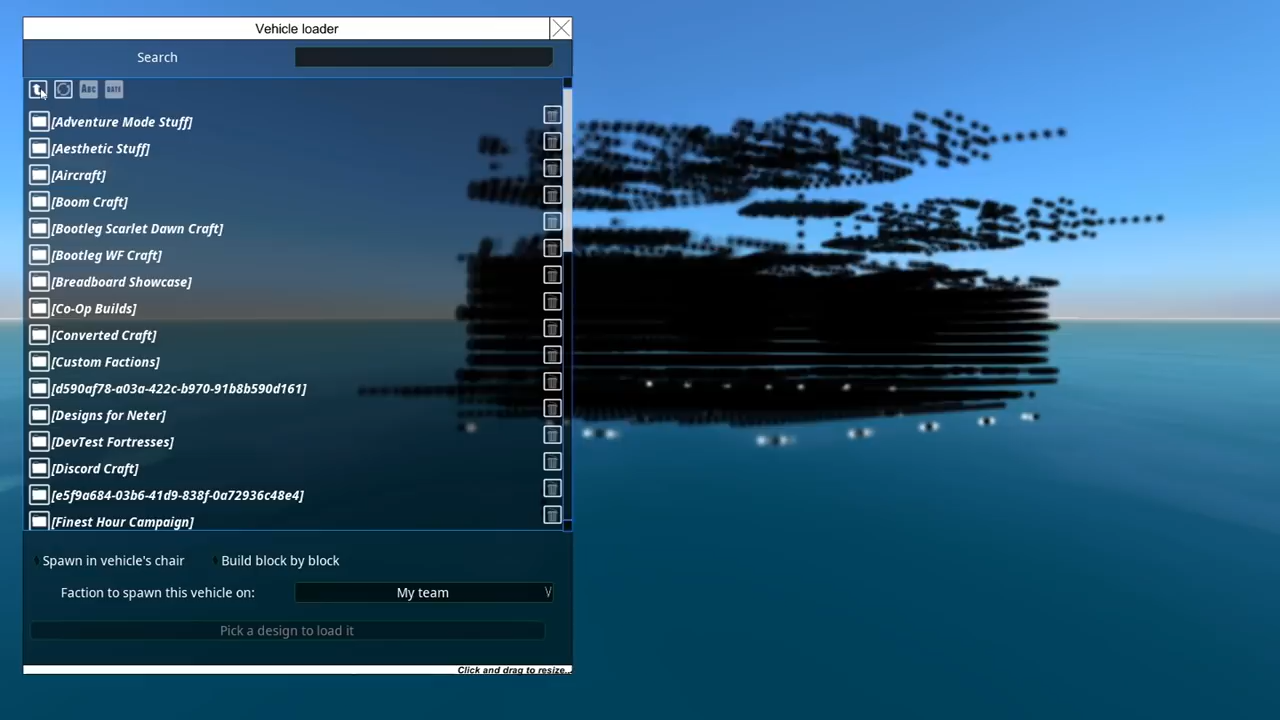 Vehicle loader
Search
ABC
DATE
[Adventure Mode Stuff]
[Aesthetic Stuff]
[Aircraft]
[Boom Craft]
[Bootleg Scarlet Dawn Craft]
[Bootleg WF Craft]
[Breadboard Showcase]
[Co-Op Builds]
[Converted Craft]
[Custom Factions]
[d590af78-a03a-422c-b970-91b8b590d161]
[Designs for Neter]
[DevTest Fortresses]
[Discord Craft]
[e5f9a684-03b6-41d9-838f-0a72936c48e4]
[Finest Hour Campaign]
Spawn in vehicle's chair
Build block by block
Faction to spawn this vehicle on:
My team
Pick a design to load it
Click and drag to resize...